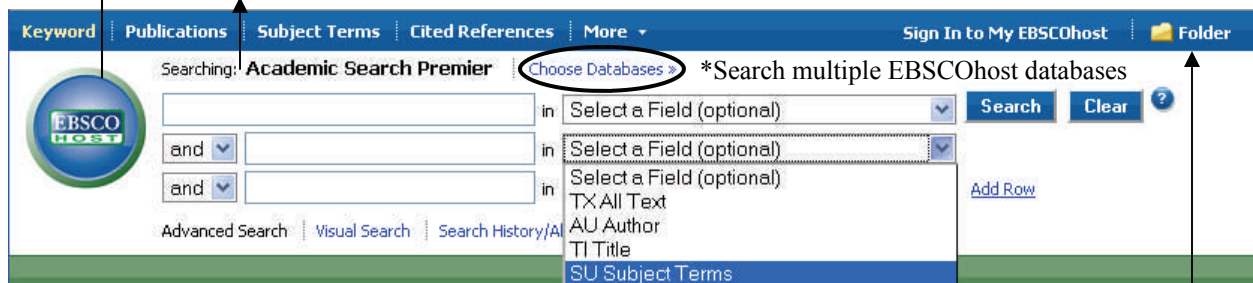 Keyword Publications Subject Terms Cited References More Sign In to My EBSCOhost Folder
Searching: Academic Search Premier Choose Databases » *Search multiple EBSCOhost databases
in Select a Field (optional) Search Clear ?
EBSCO
HOST
and in Select a Field (optional)
and in Select a Field (optional) Add Row
TX All Text
AU Author
Advanced Search Visual Search Search History/Al
TI Title
SU Subject Terms